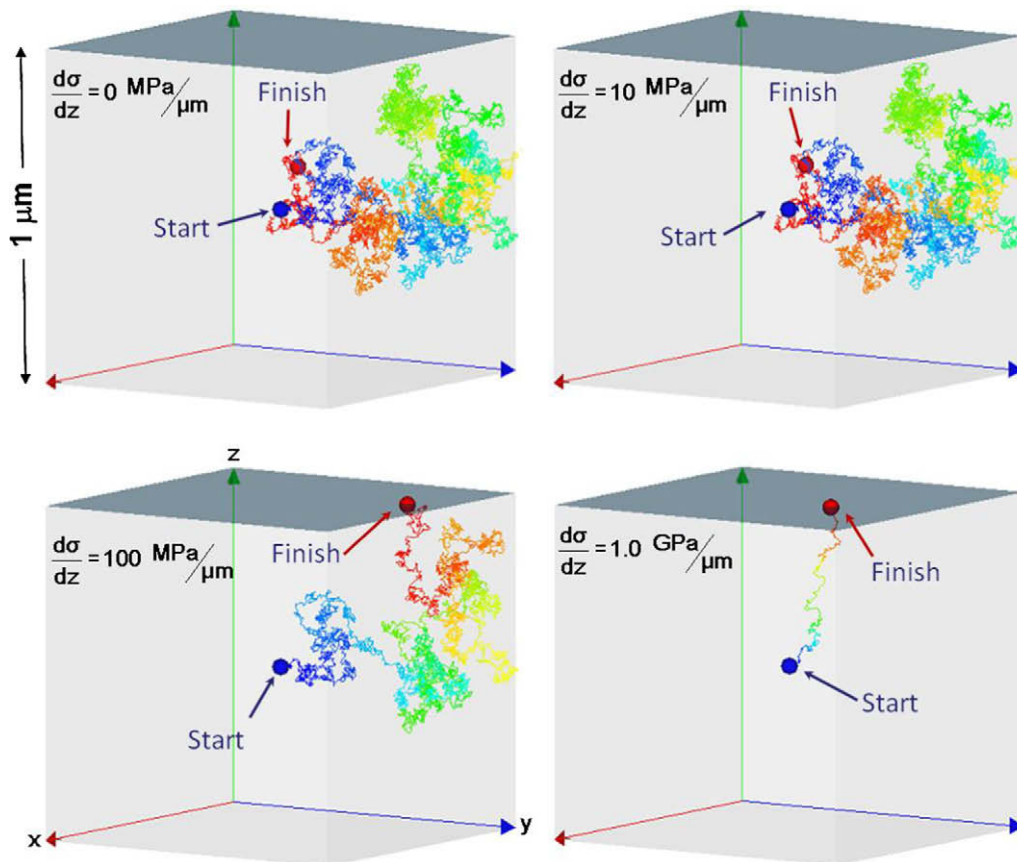 1 μm
dσ/dz = 0 MPa/μm
Finish
Start
dσ/dz = 10 MPa/μm
Finish
Start
z
dσ/dz = 100 MPa/μm
Finish
Start
x
y
dσ/dz = 1.0 GPa/μm
Finish
Start